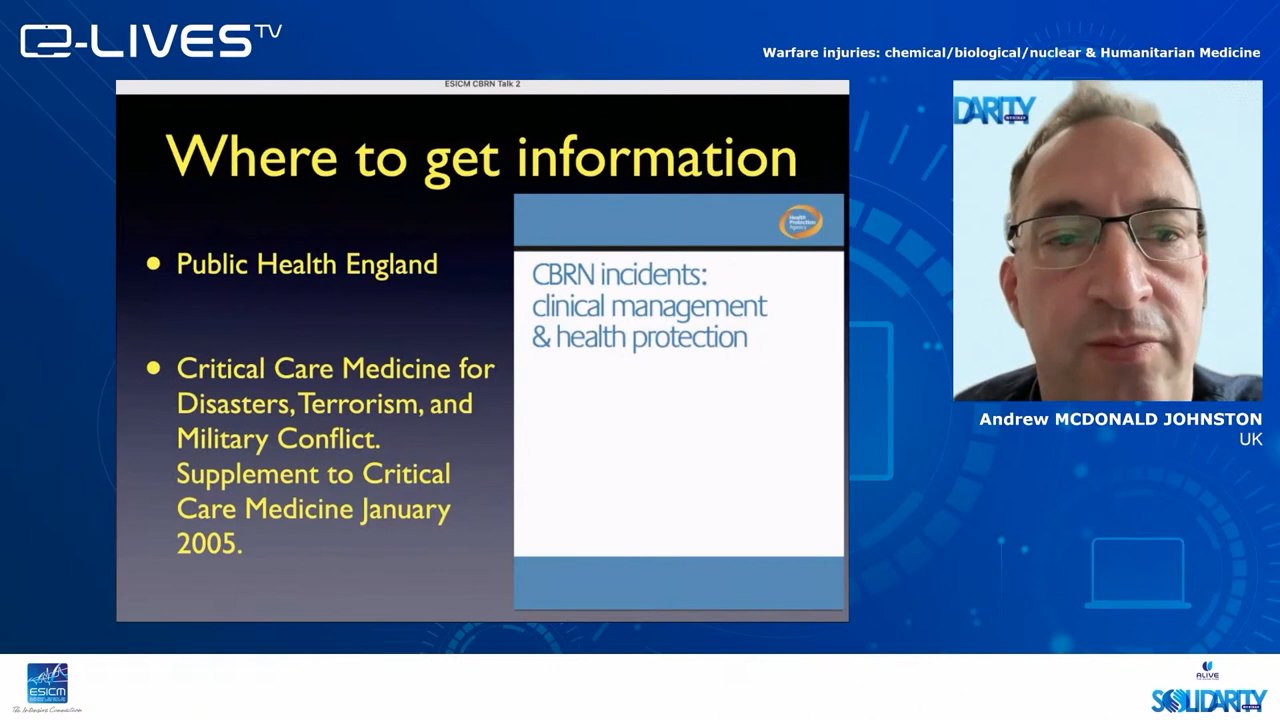 e-LIVES TV
Warfare injuries: chemical/biological/nuclear & Humanitarian Medicine
ESICM CBRN Talk 2
Where to get information
• Public Health England
• Critical Care Medicine for
Disasters, Terrorism, and
Military Conflict.
Supplement to Critical
Care Medicine January
2005.
Health
Protection
Agency
CBRN incidents:
clinical management
& health protection
DARITY
WEBINAR
Andrew MCDONALD JOHNSTON
UK
ESICM
The Intensive Connection
ALIVE
SOLIDARITY
WEBINAR